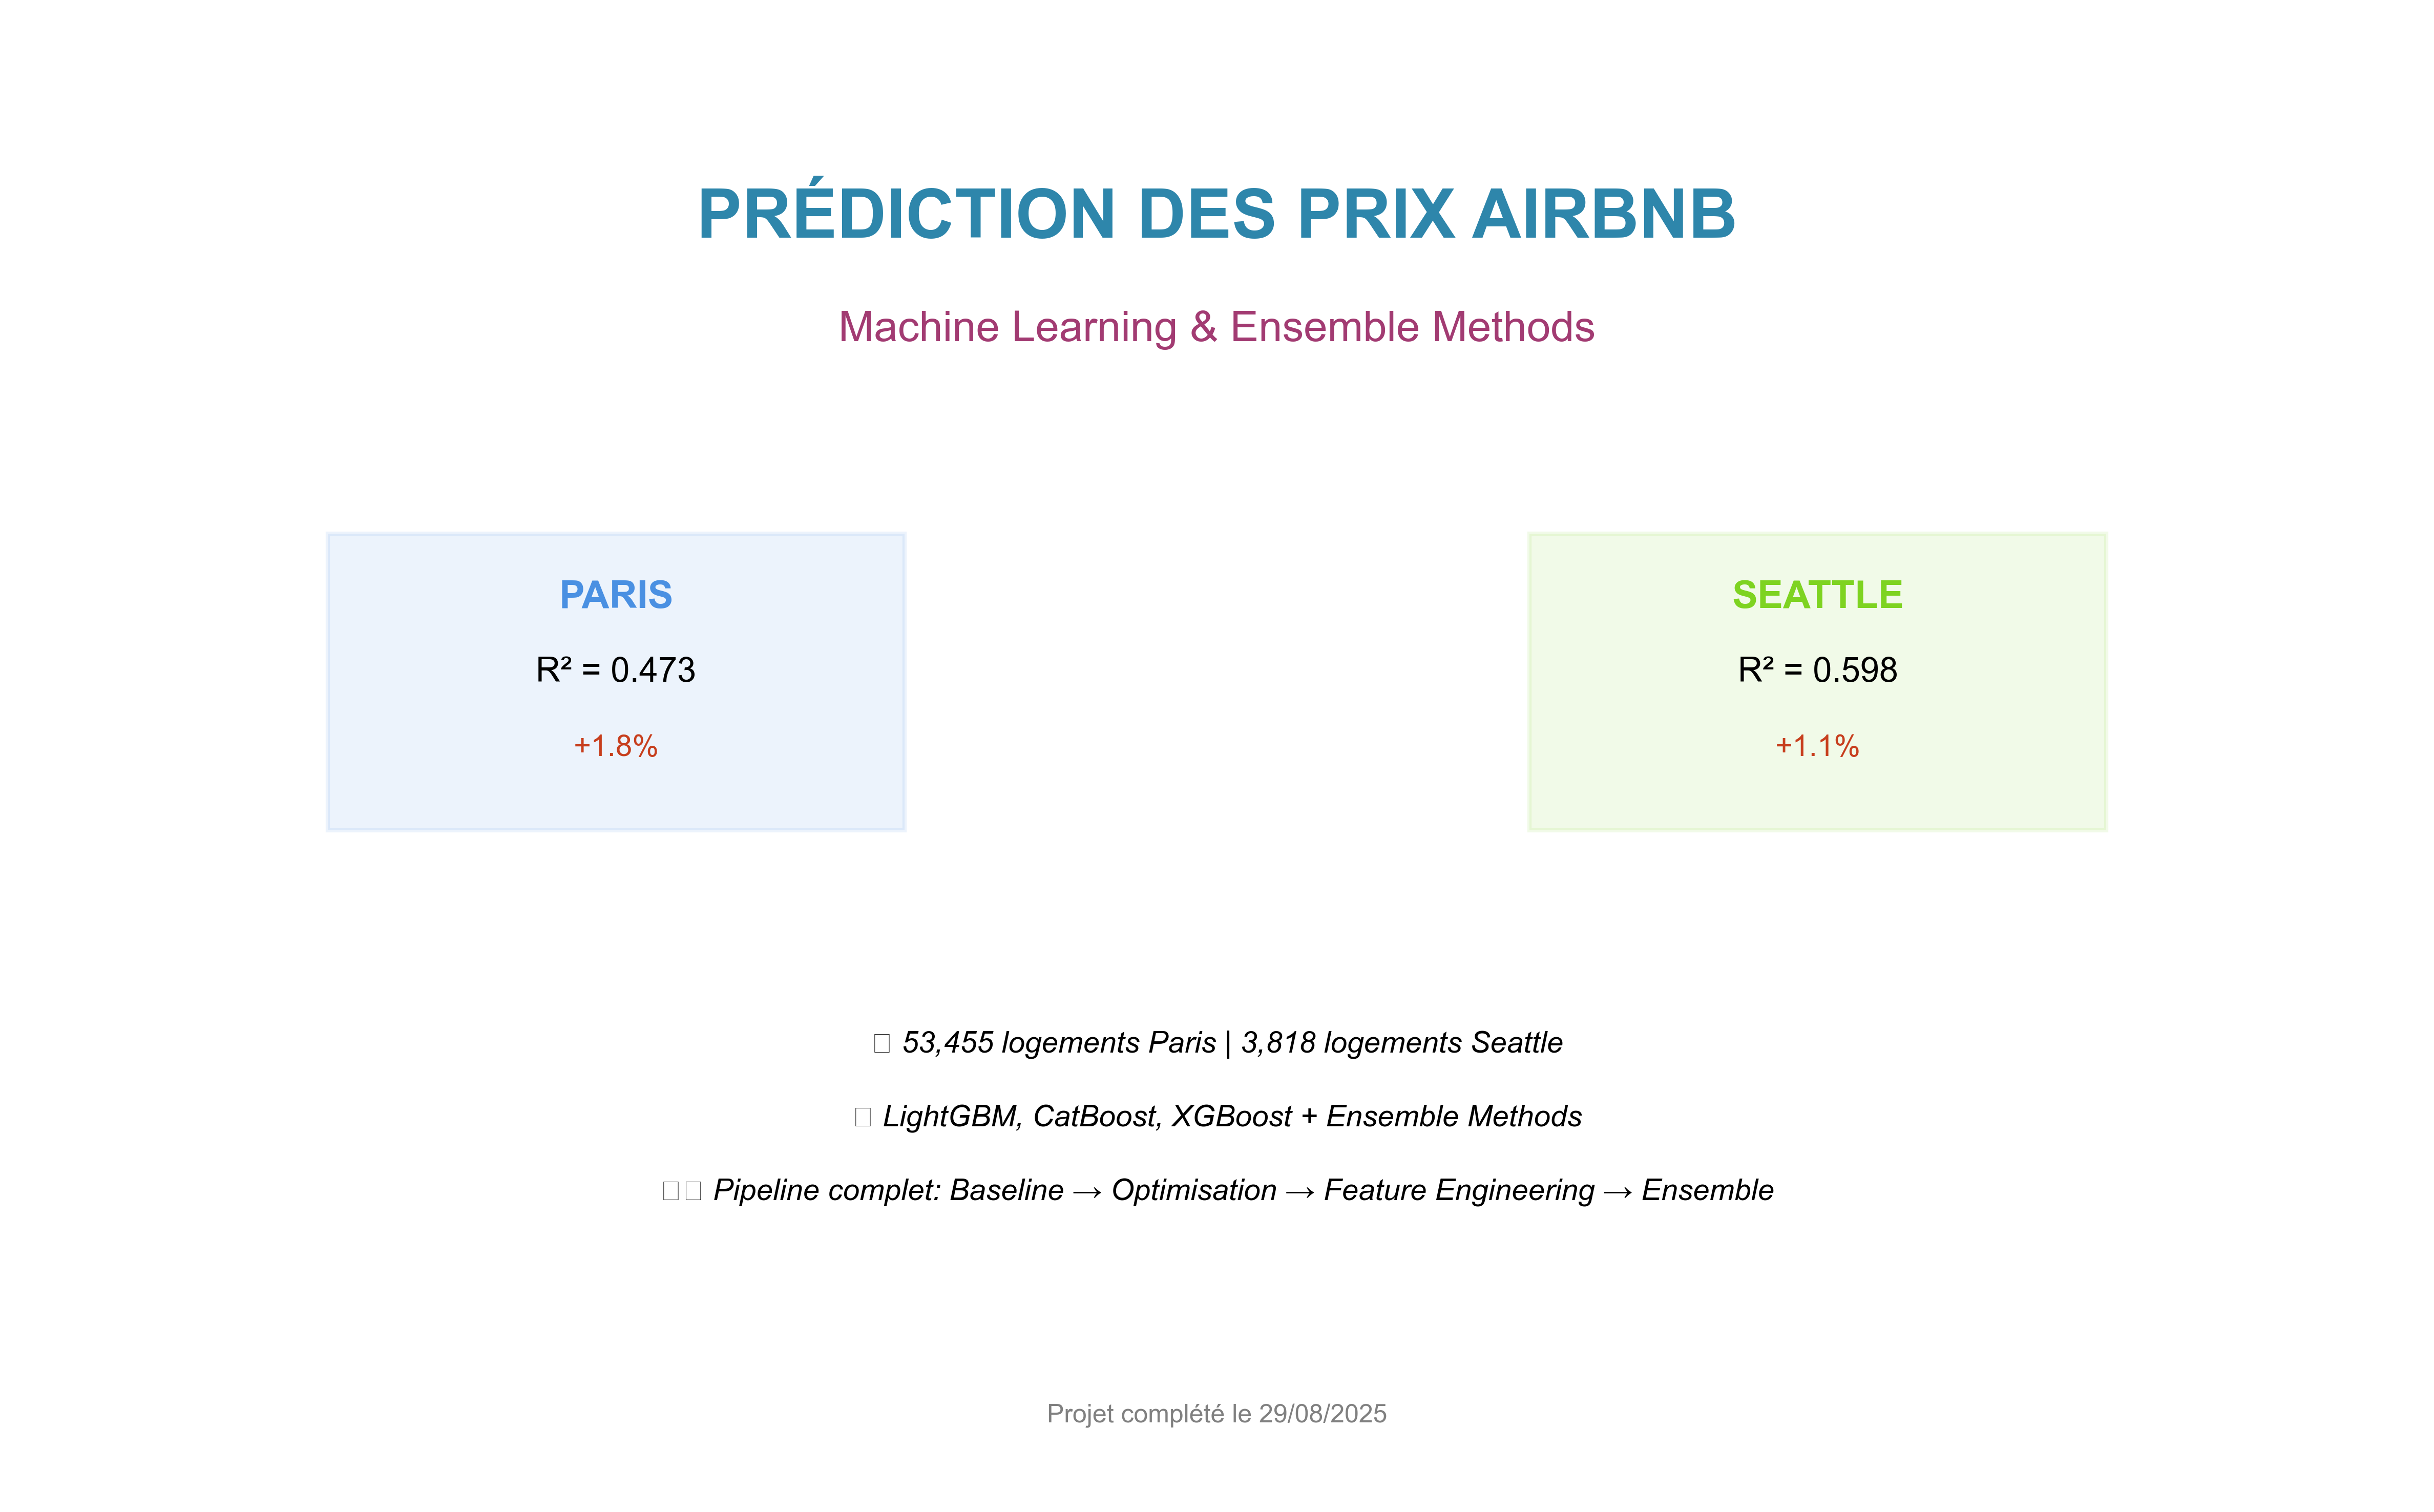 PRÉDICTION DES PRIX AIRBNB
Machine Learning & Ensemble Methods
PARIS
R² = 0.473
+1.8%
SEATTLE
R² = 0.598
+1.1%
53,455 logements Paris | 3,818 logements Seattle
LightGBM, CatBoost, XGBoost + Ensemble Methods
Pipeline complet: Baseline → Optimisation → Feature Engineering → Ensemble
Projet complété le 29/08/2025